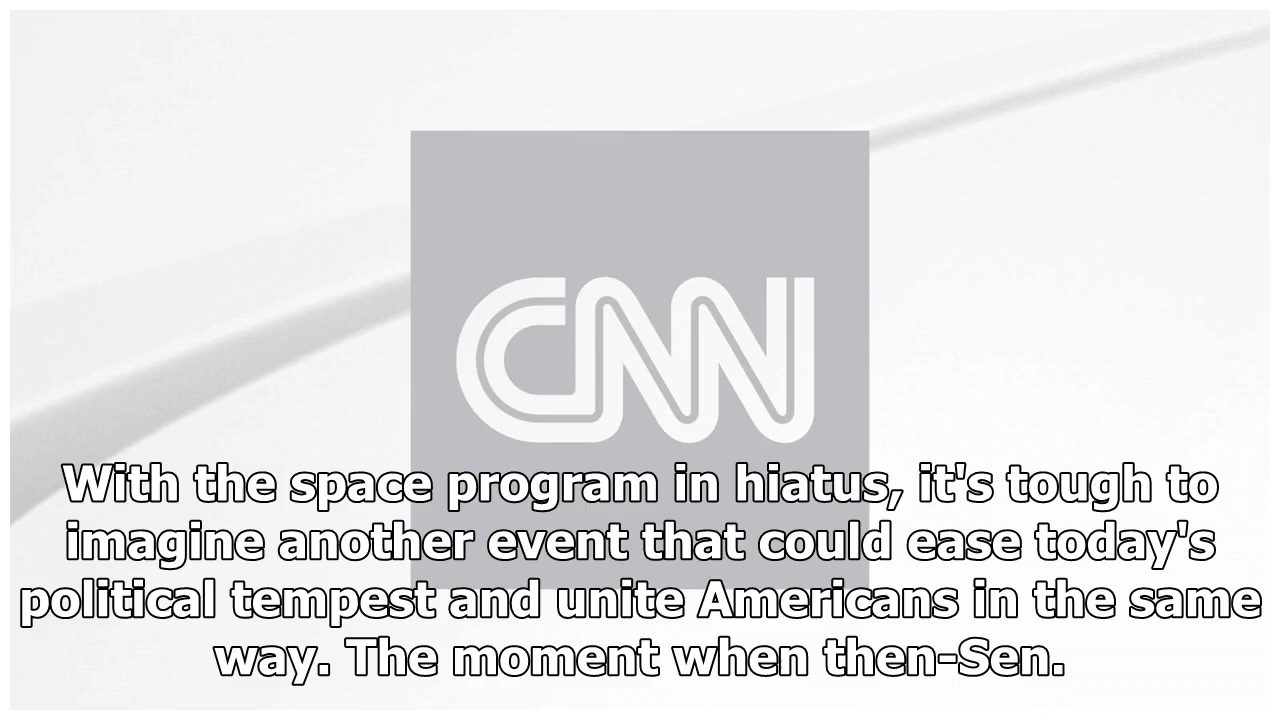 CNN
With the space program in hiatus, it's tough to
imagine another event that could ease today's
political tempest and unite Americans in the same
way. The moment when then-Sen.